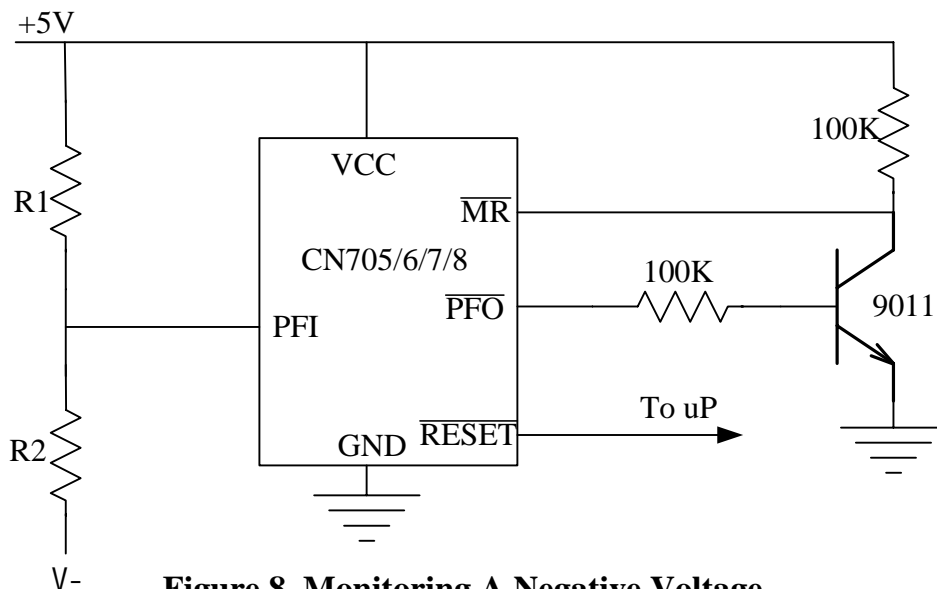 +5V
100K
VCC
R1
MR
CN705/6/7/8
100K
PFO
9011
PFI
To uP
RESET
GND
R2
V-
Figure 8 Monitoring A Negative Voltage